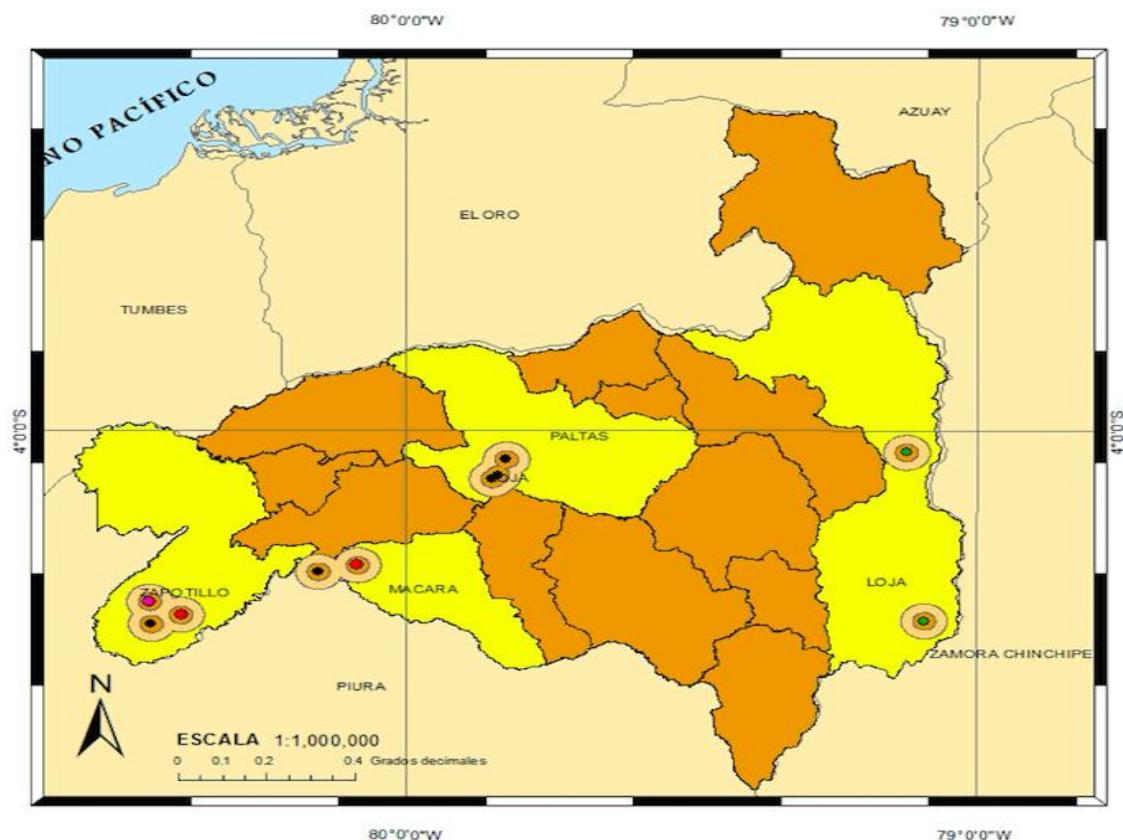 80°0'0"W
79°0'0"W
NO PACÍFICO
AZUAY
EL ORO
TUMBES
4°0'0"S
4°0'0"S
PALTAS
OJA
ZAPOTILLO
MACARA
LOJA
ZAMORA CHINCHIPE
PIURA
N
ESCALA 1:1,000,000
0 0.1 0.2 0.4 Grados decimales
80°0'0"W
79°0'0"W